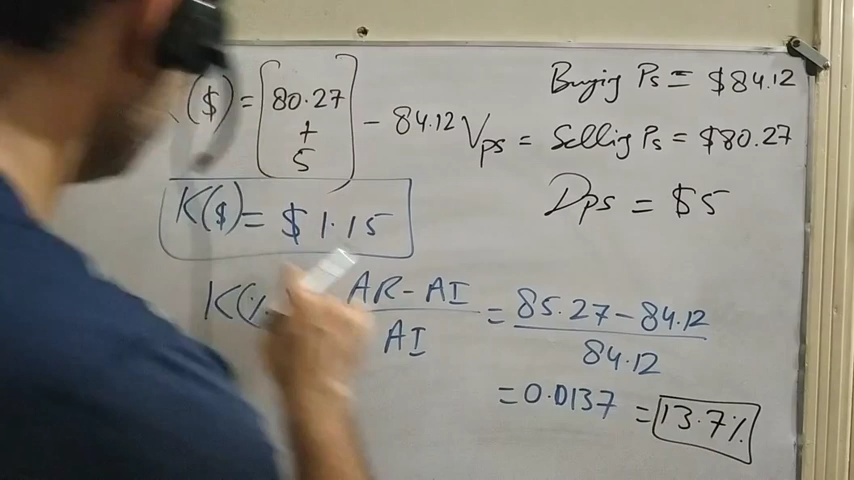 ($) = [80.27 + 5] - 84.12
K($) = $1.15
K(%
AR - AI / AI = 85.27 - 84.12 / 84.12
= 0.0137 = 13.7%
Buying Ps = $84.12
Vps = Sellig Ps = $80.27
Dps = $5